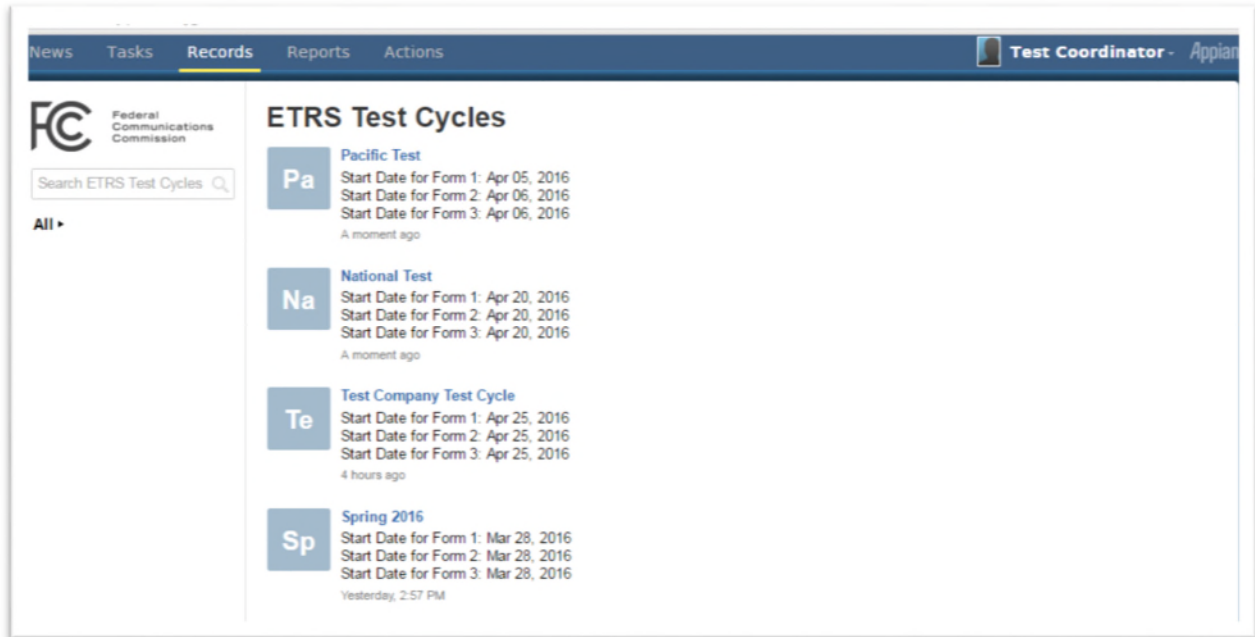 News Tasks Records Reports Actions Test Coordinator Appian
FCC Federal
Communications
Commission
Search ETRS Test Cycles
All
ETRS Test Cycles
Pa
Pacific Test
Start Date for Form 1: Apr 05, 2016
Start Date for Form 2: Apr 06, 2016
Start Date for Form 3: Apr 06, 2016
A moment ago
Na
National Test
Start Date for Form 1: Apr 20, 2016
Start Date for Form 2: Apr 20, 2016
Start Date for Form 3: Apr 20, 2016
A moment ago
Te
Test Company Test Cycle
Start Date for Form 1: Apr 25, 2016
Start Date for Form 2: Apr 25, 2016
Start Date for Form 3: Apr 25, 2016
4 hours ago
Sp
Spring 2016
Start Date for Form 1: Mar 28, 2016
Start Date for Form 2: Mar 28, 2016
Start Date for Form 3: Mar 28, 2016
Yesterday, 2:57 PM